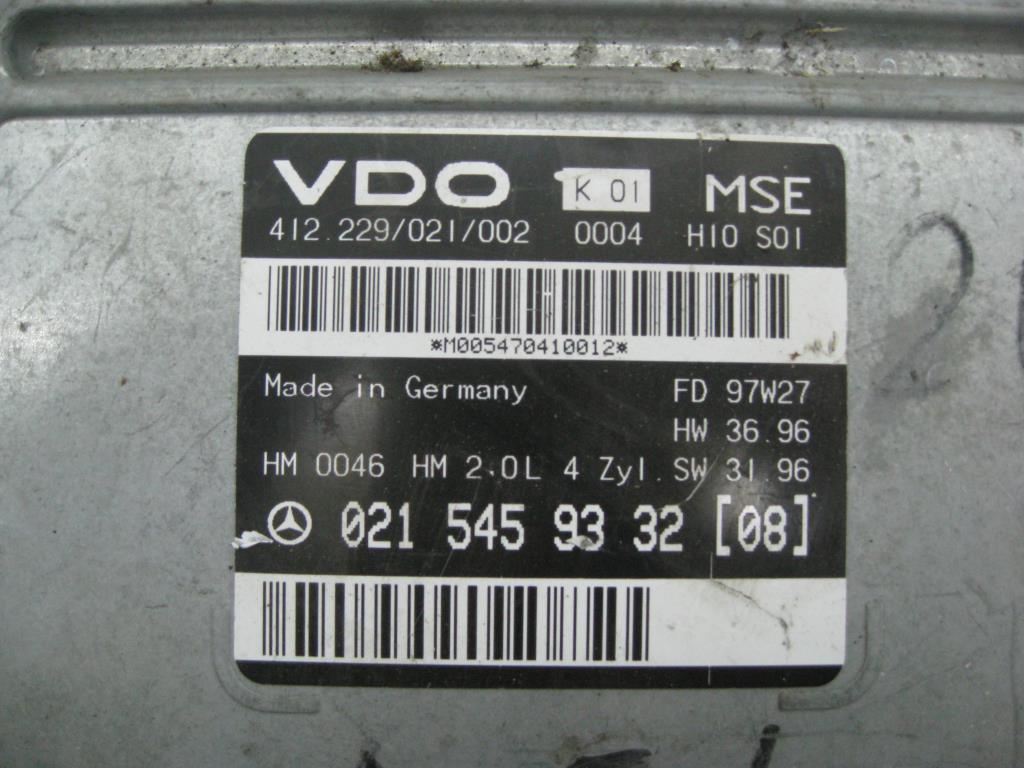 VDO K 01 MSE
412.229/021/002 0004 H10 S01
*M005470410012*
Made in Germany FD 97W27
HW 36.96
HM 0046 HM 2.0L 4 Zyl. SW 31.96
021 545 93 32 [08]
2